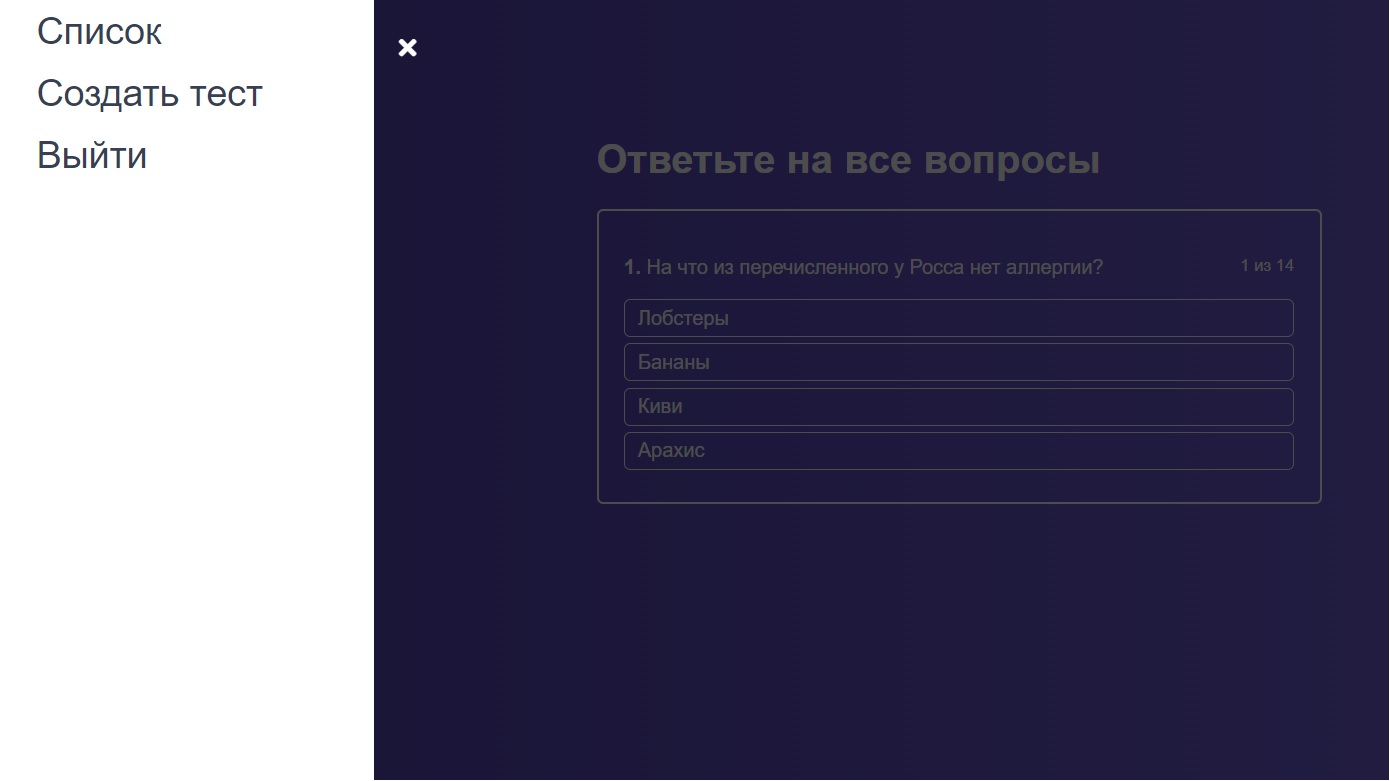 Список
Создать тест
Выйти
Ответьте на все вопросы
1. На что из перечисленного у Росса нет аллергии?
1 из 14
Лобстеры
Бананы
Киви
Арахис